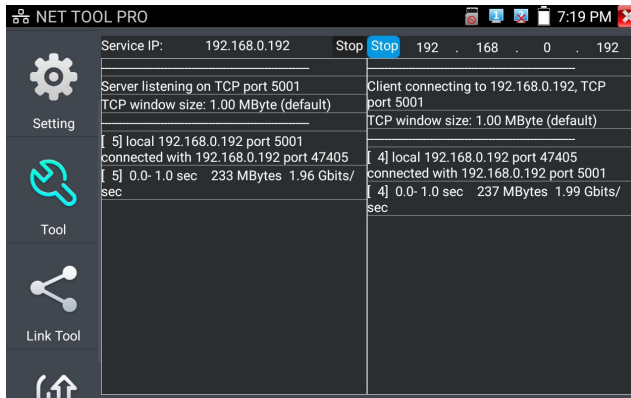 NET TOOL PRO
7:19 PM
Setting
Tool
Link Tool
Service IP: 192.168.0.192 Stop
Server listening on TCP port 5001
TCP window size: 1.00 MByte (default)
[ 5] local 192.168.0.192 port 5001
connected with 192.168.0.192 port 47405
[ 5] 0.0- 1.0 sec 233 MBytes 1.96 Gbits/
sec
Stop 192 . 168 . 0 . 192
Client connecting to 192.168.0.192, TCP
port 5001
TCP window size: 1.00 MByte (default)
[ 4] local 192.168.0.192 port 47405
connected with 192.168.0.192 port 5001
[ 4] 0.0- 1.0 sec 237 MBytes 1.99 Gbits/
sec